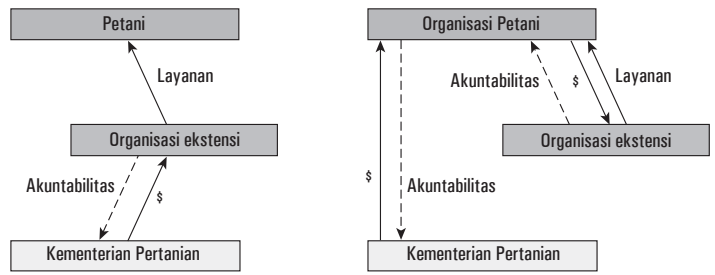 Petani
Layanan
Organisasi ekstensi
Akuntabilitas
$
Kementerian Pertanian
Organisasi Petani
Akuntabilitas
$
Layanan
Organisasi ekstensi
$
Akuntabilitas
Kementerian Pertanian